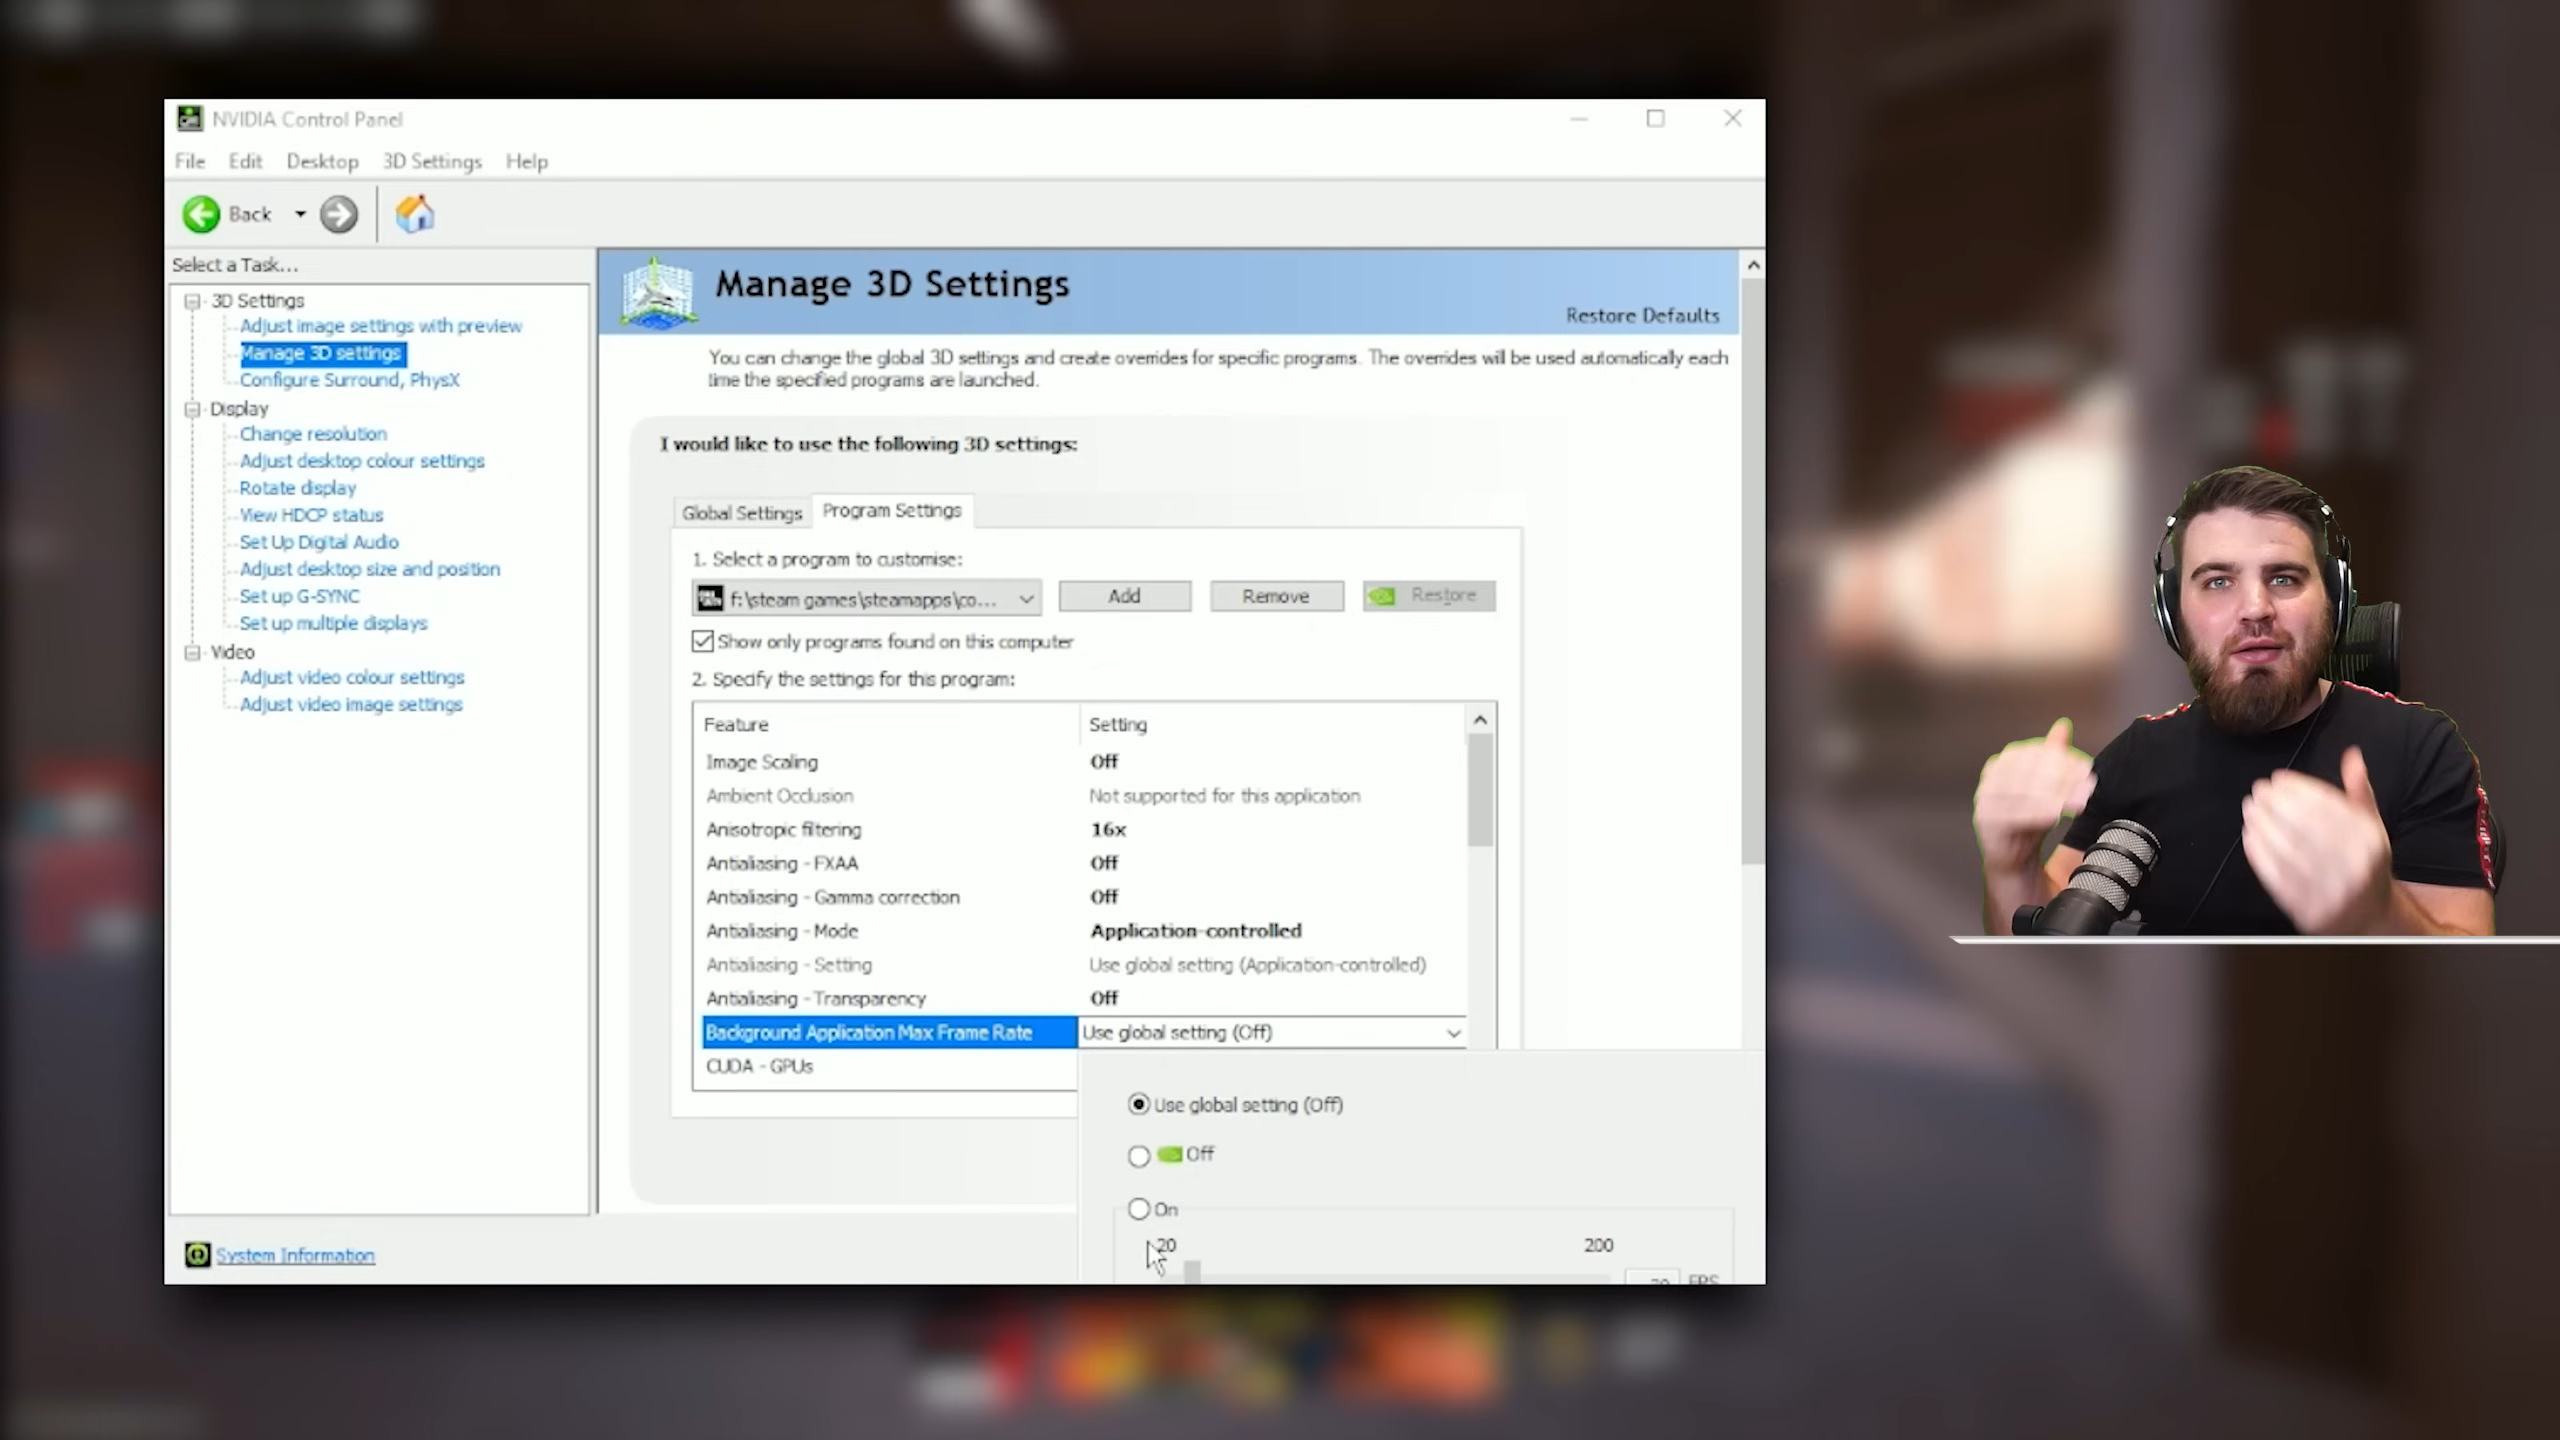 NVIDIA Control Panel
File Edit Desktop 3D Settings Help
Back
Select a Task...
3D Settings
Adjust image settings with preview
Manage 3D settings
Configure Surround, PhysX
Display
Change resolution
Adjust desktop colour settings
Rotate display
View HDCP status
Set Up Digital Audio
Adjust desktop size and position
Set up G-SYNC
Set up multiple displays
Video
Adjust video colour settings
Adjust video image settings
System Information
Manage 3D Settings
Restore Defaults
You can change the global 3D settings and create overrides for specific programs. The overrides will be used automatically each
time the specified programs are launched.
I would like to use the following 3D settings:
Global Settings Program Settings
1. Select a program to customise:
f:\steam games\steamapps\co... Add Remove Restore
Show only programs found on this computer
2. Specify the settings for this program:
Feature Setting
Image Scaling Off
Ambient Occlusion Not supported for this application
Anisotropic filtering 16x
Antialiasing - FXAA Off
Antialiasing - Gamma correction Off
Antialiasing - Mode Application-controlled
Antialiasing - Setting Use global setting (Application-controlled)
Antialiasing - Transparency Off
Background Application Max Frame Rate Use global setting (Off)
CUDA - GPUs
Use global setting (Off)
Off
On
20 200
FPS